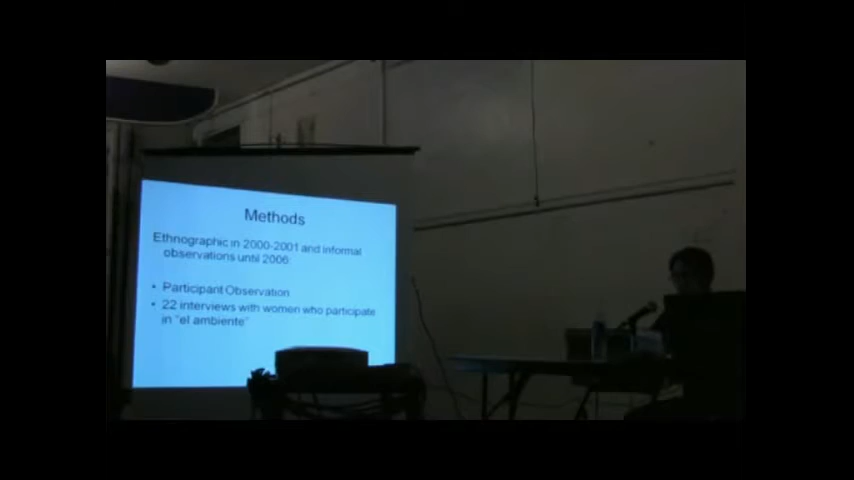 Methods
Ethnographic in 2000-2001 and informal
observations until 2006:
• Participant Observation
• 22 interviews with women who participate
in "el ambiente"